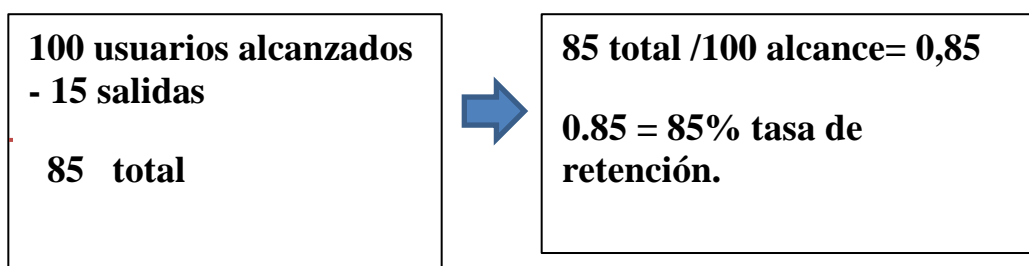 100 usuarios alcanzados
- 15 salidas
85 total
85 total /100 alcance= 0,85
0.85 = 85% tasa de
retención.